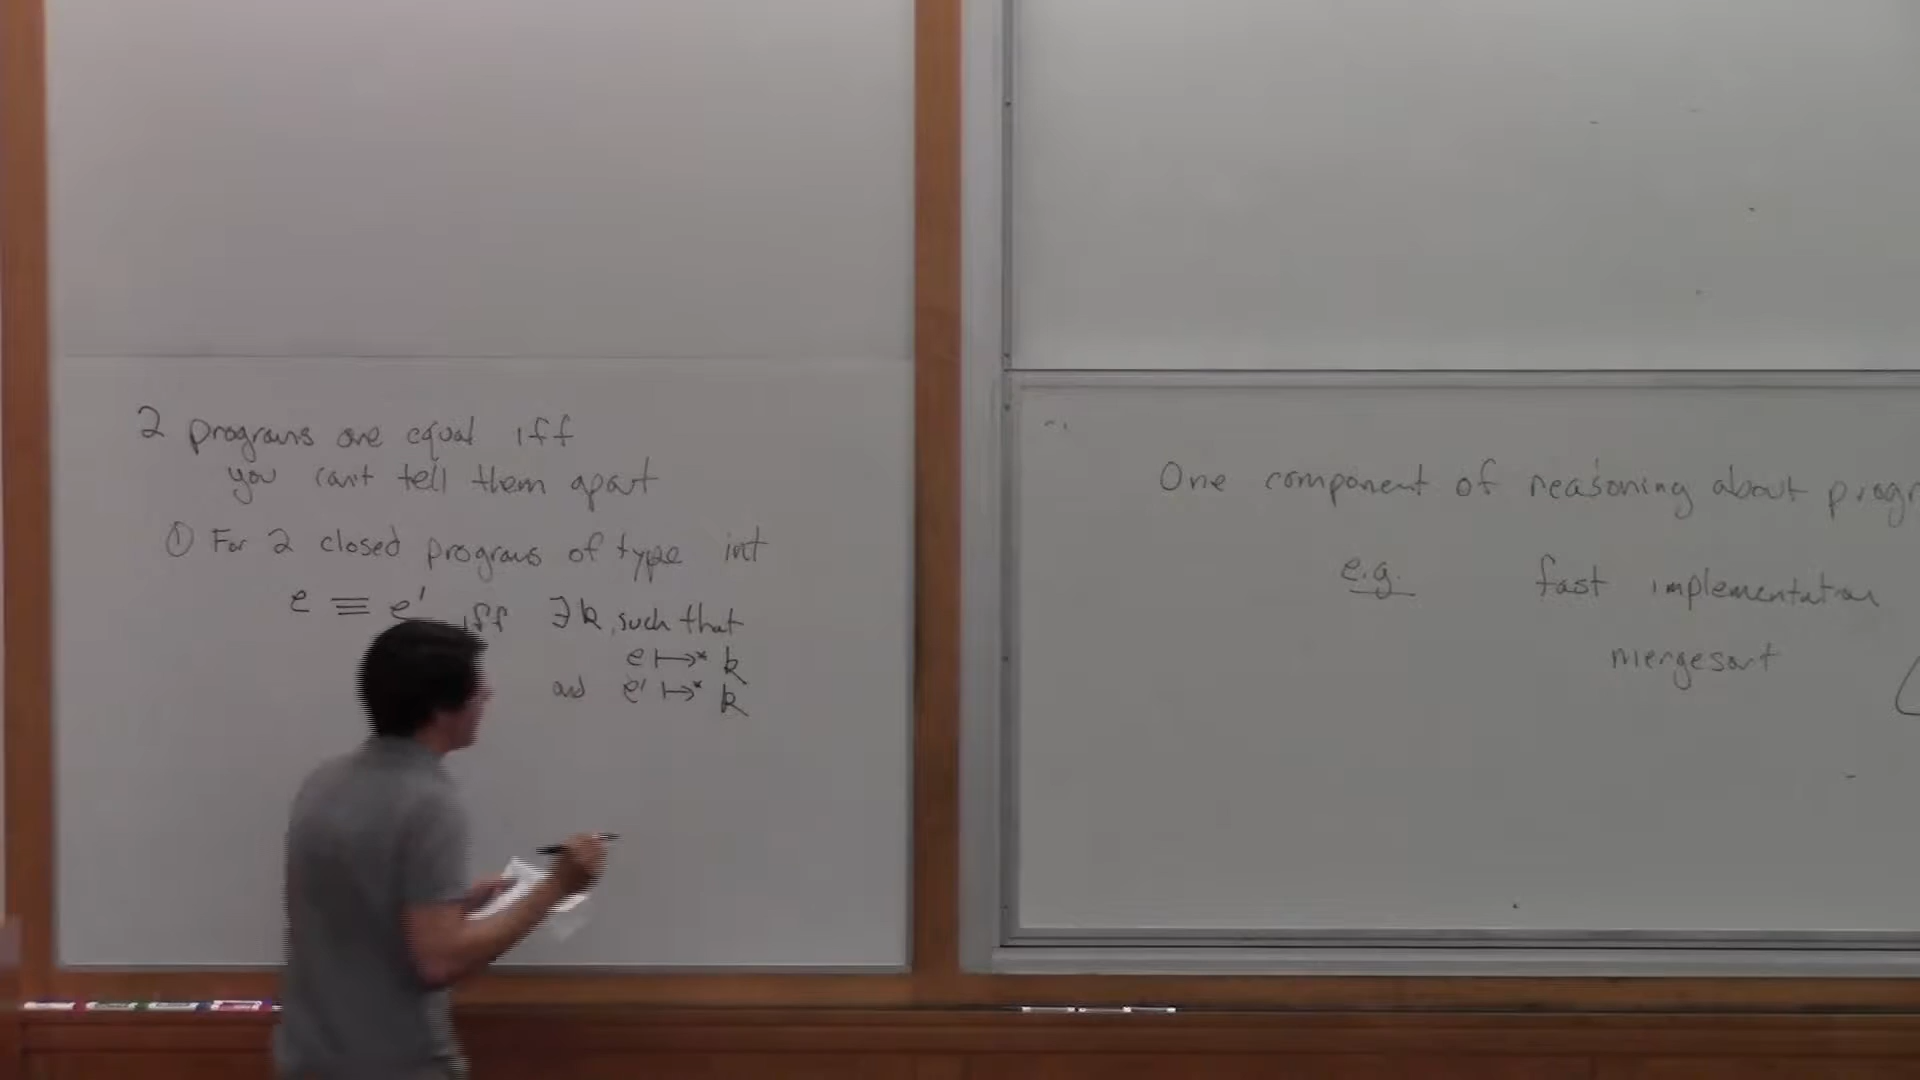 2 programs are equal iff
you can't tell them apart
① For 2 closed programs of type int
e ≡ e' iff ∃k, such that
e ↦* k
and e' ↦* k
One component of reasoning about progr
e.g. fast implementation
mergesort